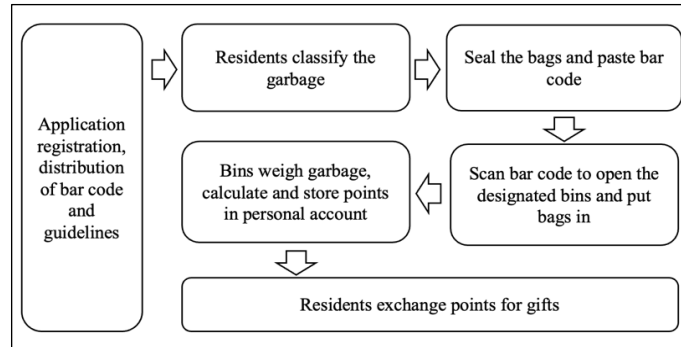 Application
registration,
distribution
of bar code
and
guidelines
Residents classify the
garbage
Seal the bags and paste bar
code
Scan bar code to open the
designated bins and put
bags in
Bins weigh garbage,
calculate and store points
in personal account
Residents exchange points for gifts